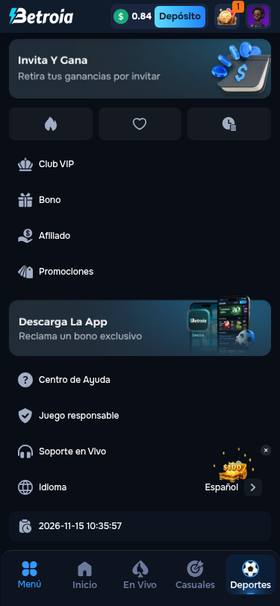 Betroia
$ 0.84 Depósito
1
Invita Y Gana
Retira tus ganancias por invitar
Club VIP
Bono
Afiliado
Promociones
Descarga La App
Reclama un bono exclusivo
Centro de Ayuda
Juego responsable
Soporte en Vivo
Idioma
Español
2026-11-15 10:35:57
Menú
Inicio
En Vivo
Casuales
Deportes